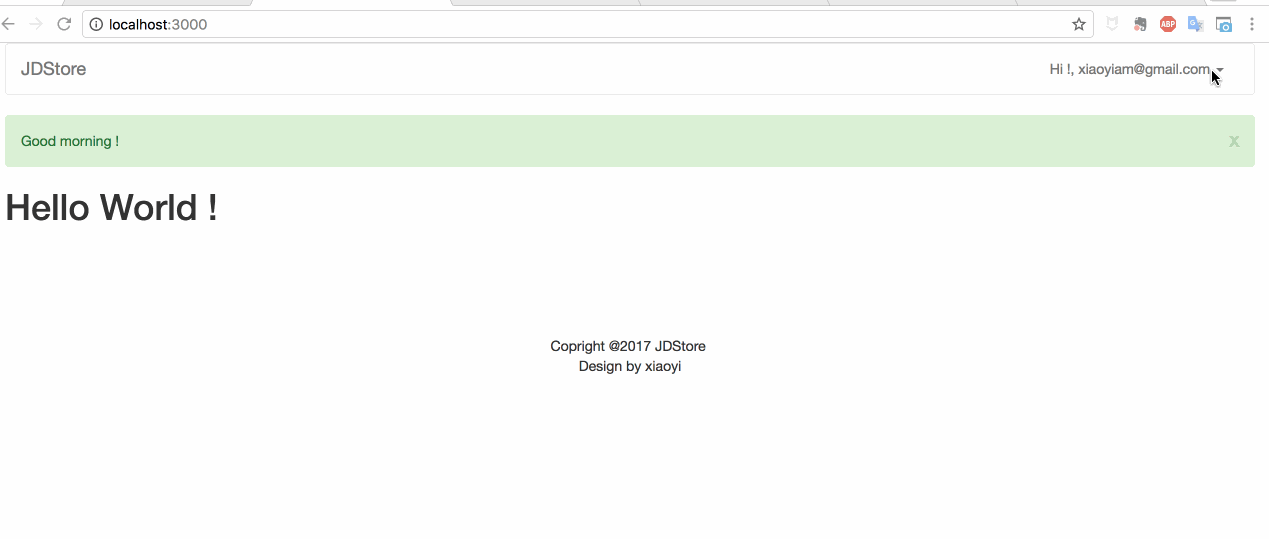 localhost:3000
ABP
JDStore
Hi !, xiaoyiam@gmail.com
Good morning !
x
Hello World !
Copright @2017 JDStore
Design by xiaoyi